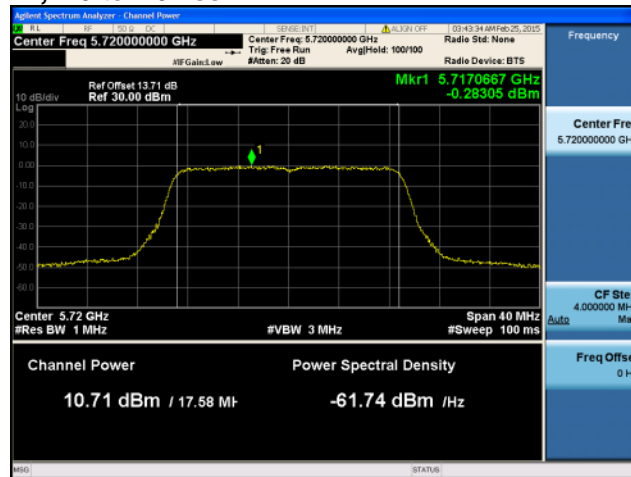 Agilent Spectrum Analyzer - Channel Power
RL RF 50 Ω DC SENSE:INT ALIGN OFF 03:43:34 AM Feb 25, 2015
Center Freq 5.720000000 GHz
Center Freq: 5.720000000 GHz
Radio Std: None
Trig: Free Run Avg|Hold: 100/100
#IFGain:Low #Atten: 20 dB Radio Device: BTS
Frequency
Ref Offset 13.71 dB
10 dB/div Ref 30.00 dBm
Mkr1 5.7170667 GHz
-0.28305 dBm
Log
20.0
10.0
0.00
-10.0
-20.0
-30.0
-40.0
-50.0
-60.0
1
Center Fre
5.720000000 GH
Center 5.72 GHz Span 40 MHz
#Res BW 1 MHz #VBW 3 MHz #Sweep 100 ms
CF Ste
4.000000 MH
Auto Ma
Channel Power Power Spectral Density
10.71 dBm / 17.58 MH -61.74 dBm /Hz
Freq Offse
0 H
MSG STATUS